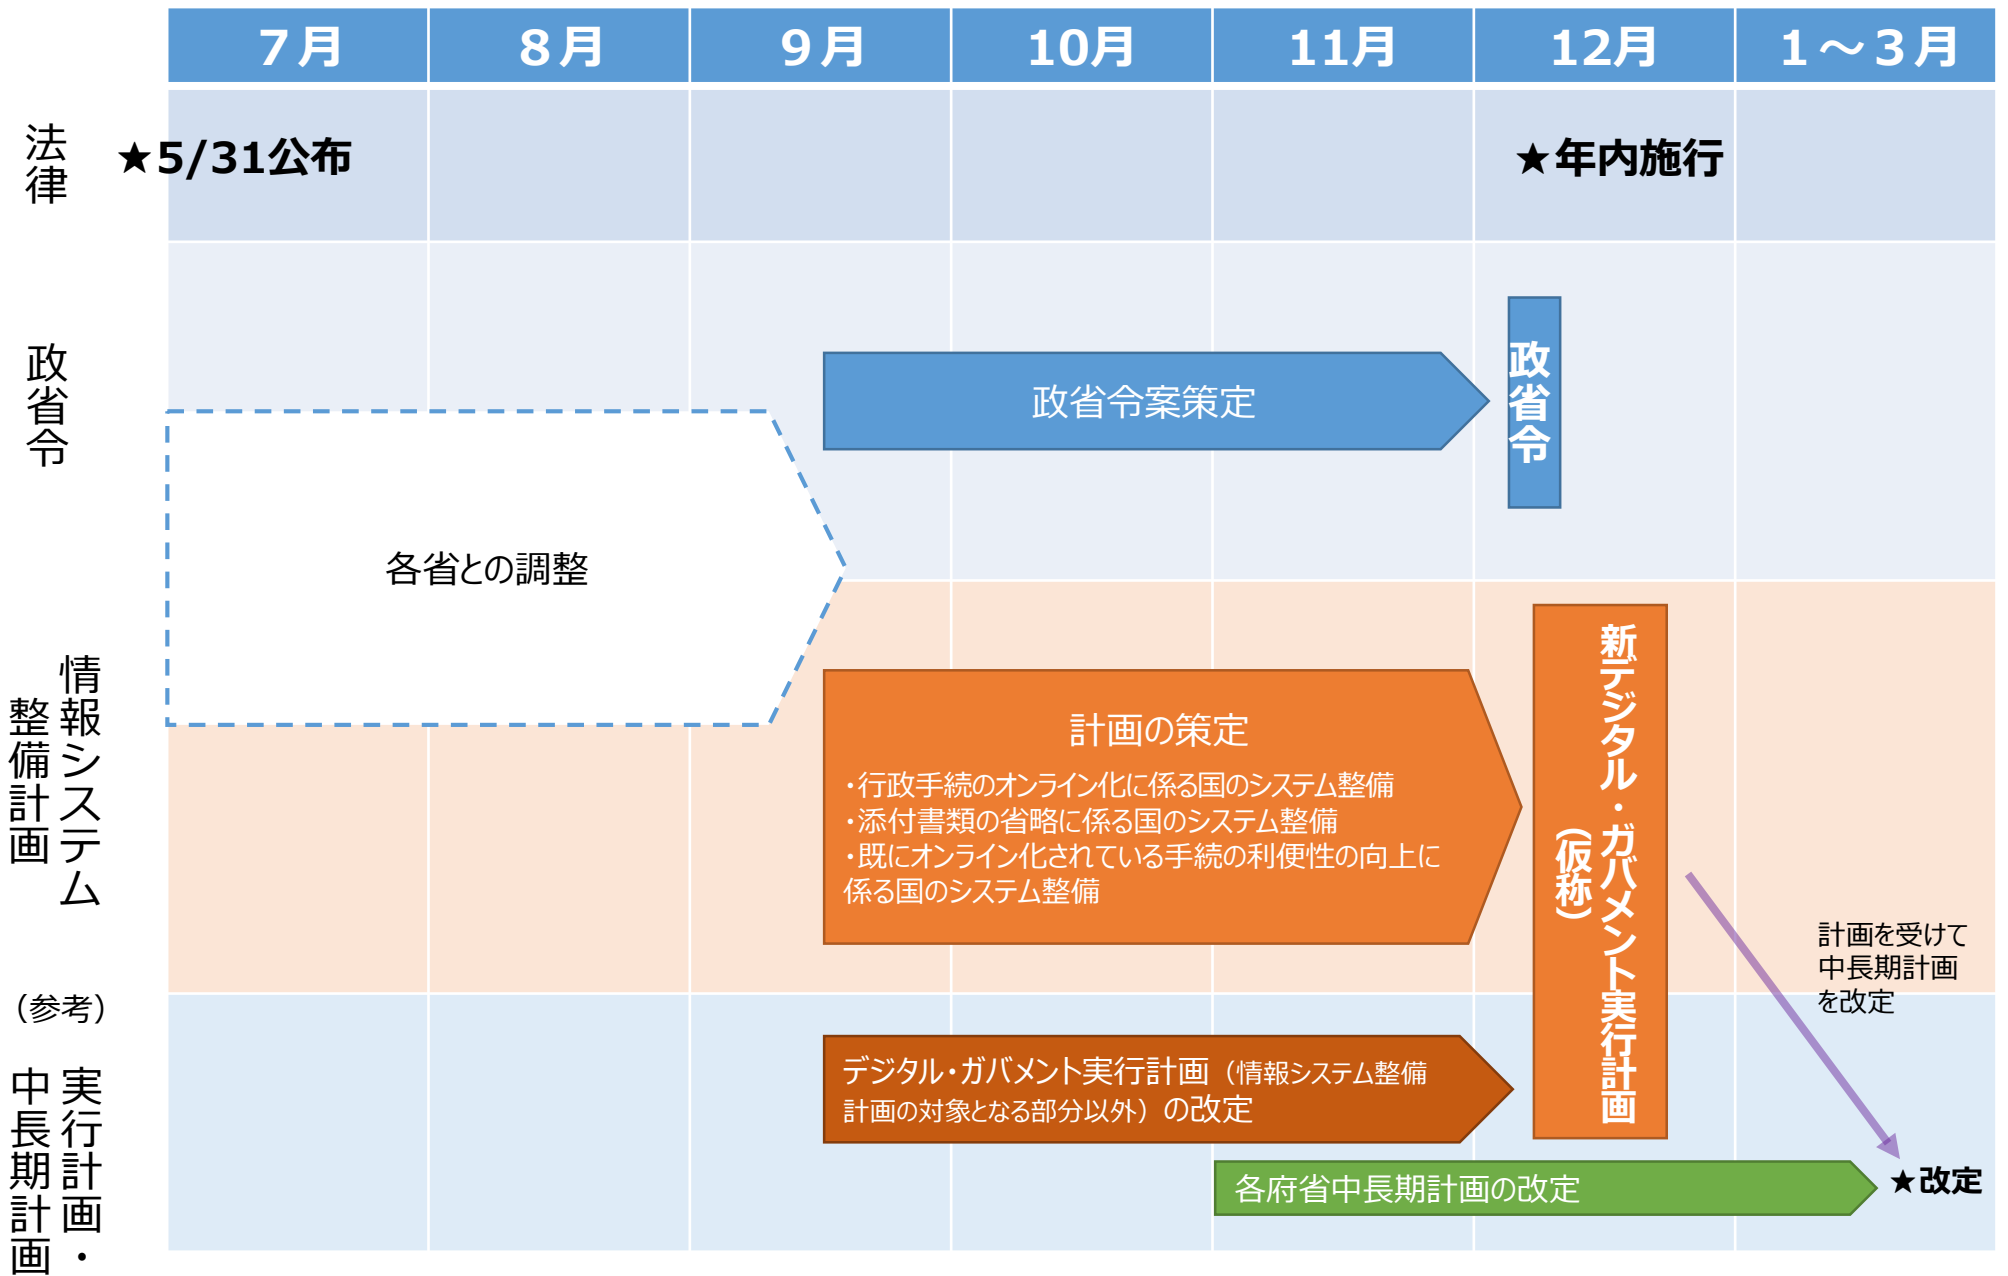 ７月
８月
９月
10月
11月
12月
１～３月
法律
★5/31公布
★年内施行
政省令
政省令案策定
政省令
各省との調整
情報システム
整備計画
計画の策定
・行政手続のオンライン化に係る国のシステム整備
・添付書類の省略に係る国のシステム整備
・既にオンライン化されている手続の利便性の向上に
係る国のシステム整備
新デジタル・ガバメント実行計画
(仮称)
計画を受けて
中長期計画
を改定
（参考）
実行計画・
中長期計画
デジタル・ガバメント実行計画（情報システム整備
計画の対象となる部分以外）の改定
各府省中長期計画の改定
★改定